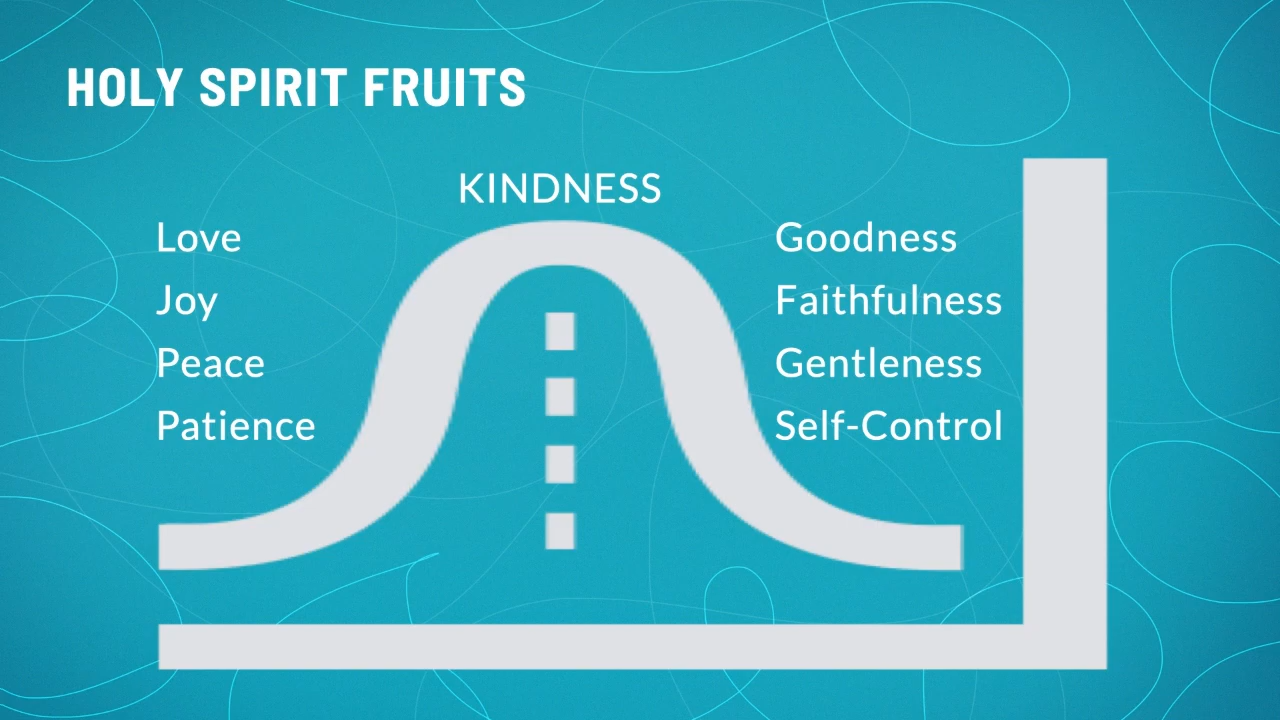 HOLY SPIRIT FRUITS
KINDNESS
Love
Joy
Peace
Patience
Goodness
Faithfulness
Gentleness
Self-Control